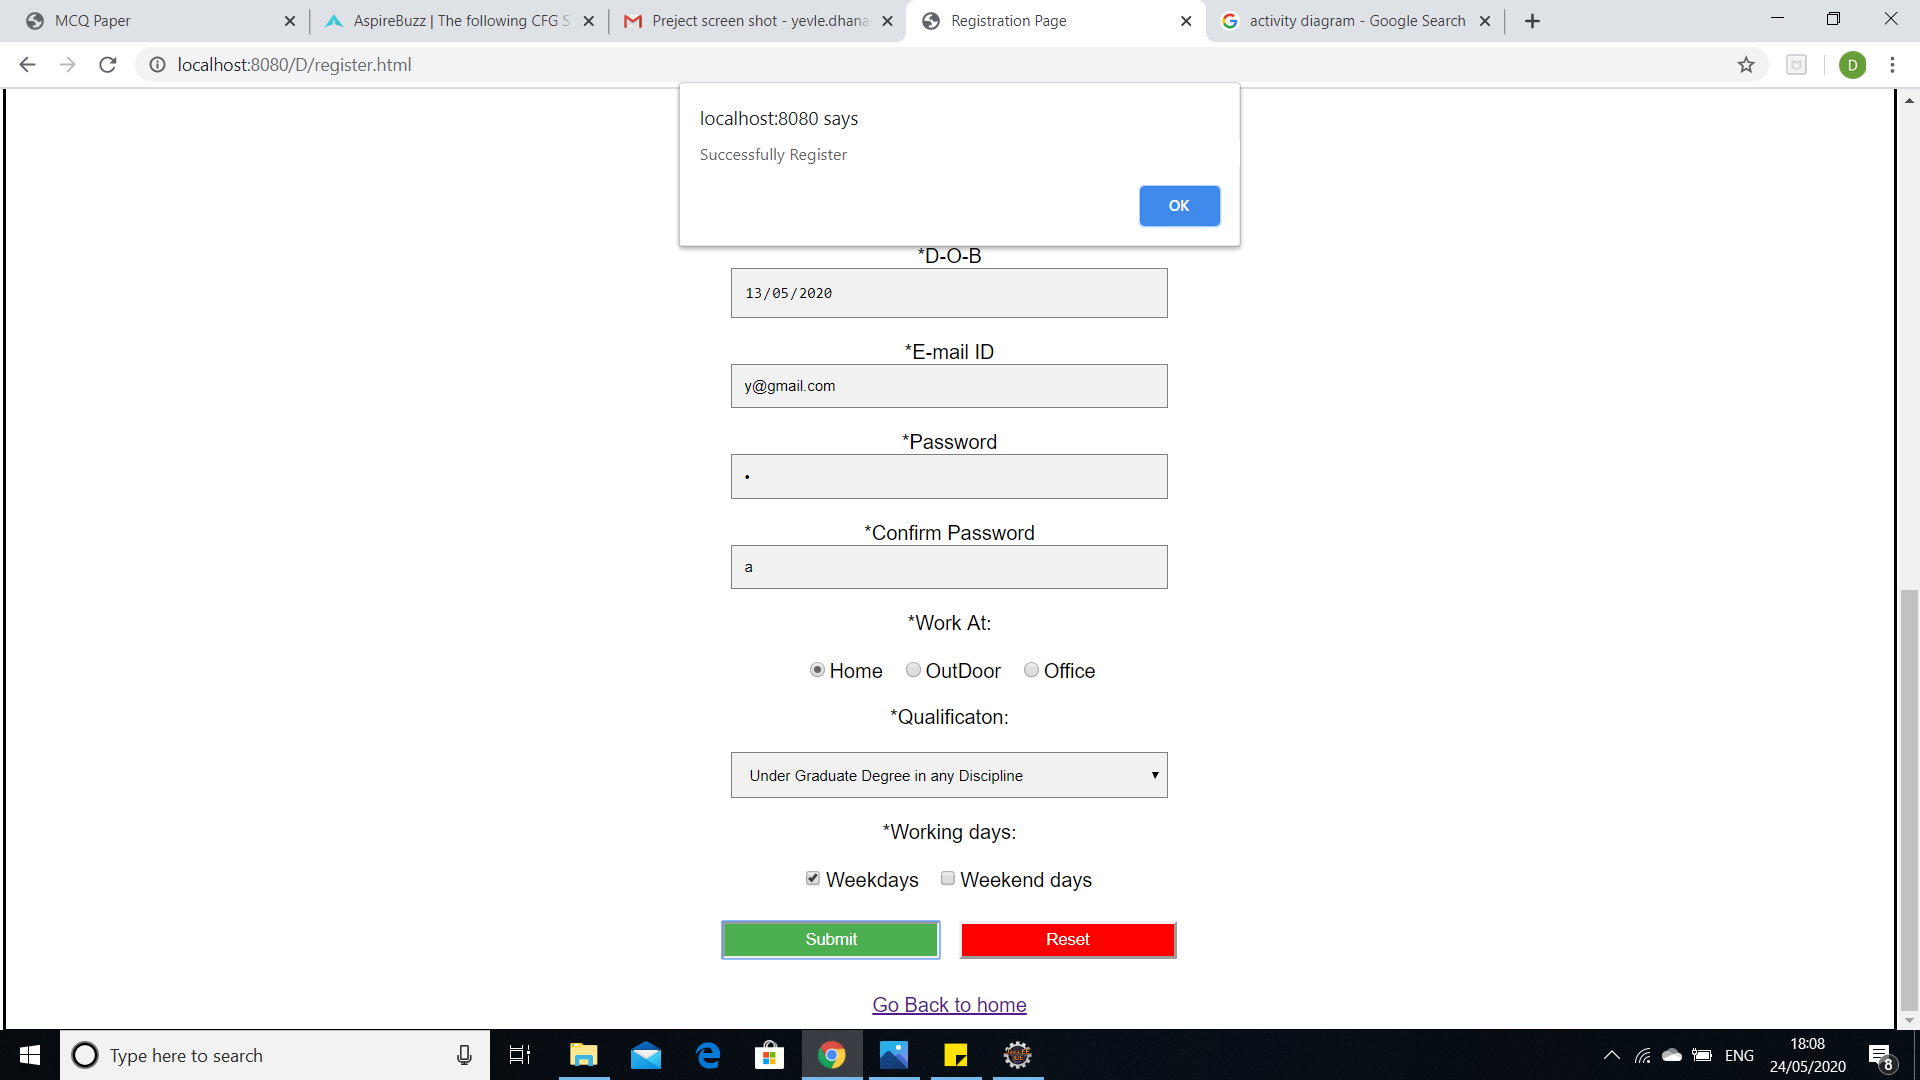 MCQ Paper
AspireBuzz | The following CFG S
Preject screen shot - yevle.dhana
Registration Page
activity diagram - Google Search
localhost:8080/D/register.html
D
localhost:8080 says
Successfully Register
OK
*D-O-B
13/05/2020
*E-mail ID
y@gmail.com
*Password
•
*Confirm Password
a
*Work At:
Home OutDoor Office
*Qualificaton:
Under Graduate Degree in any Discipline
*Working days:
Weekdays Weekend days
Submit Reset
Go Back to home
Type here to search
ENG
18:08
24/05/2020
8